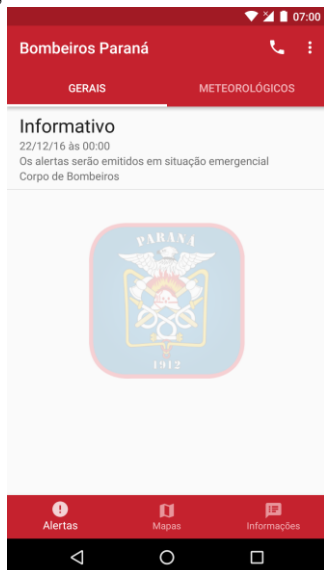 07:00
Bombeiros Paraná
GERAIS
METEOROLÓGICOS
Informativo
22/12/16 às 00:00
Os alertas serão emitidos em situação emergencial
Corpo de Bombeiros
PARANÁ
1912
Alertas
Mapas
Informações